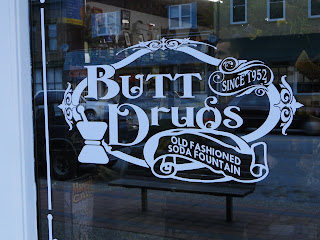 BUTT
SINCE 1952
Drugs
OLD FASHIONED
SODA FOUNTAIN